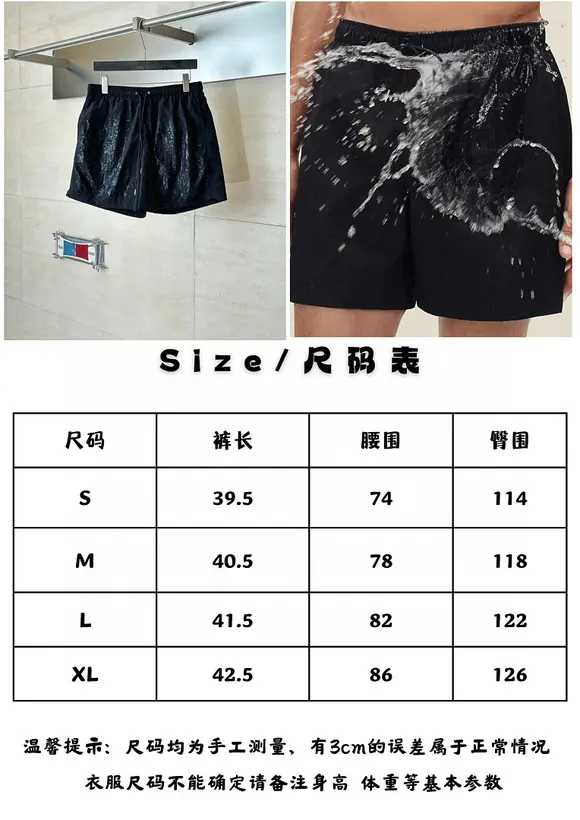 Size/尺码表
尺码 裤长 腰围 臀围
S 39.5 74 114
M 40.5 78 118
L 41.5 82 122
XL 42.5 86 126
温馨提示：尺码均为手工测量、有3cm的误差属于正常情况
衣服尺码不能确定请备注身高 体重等基本参数